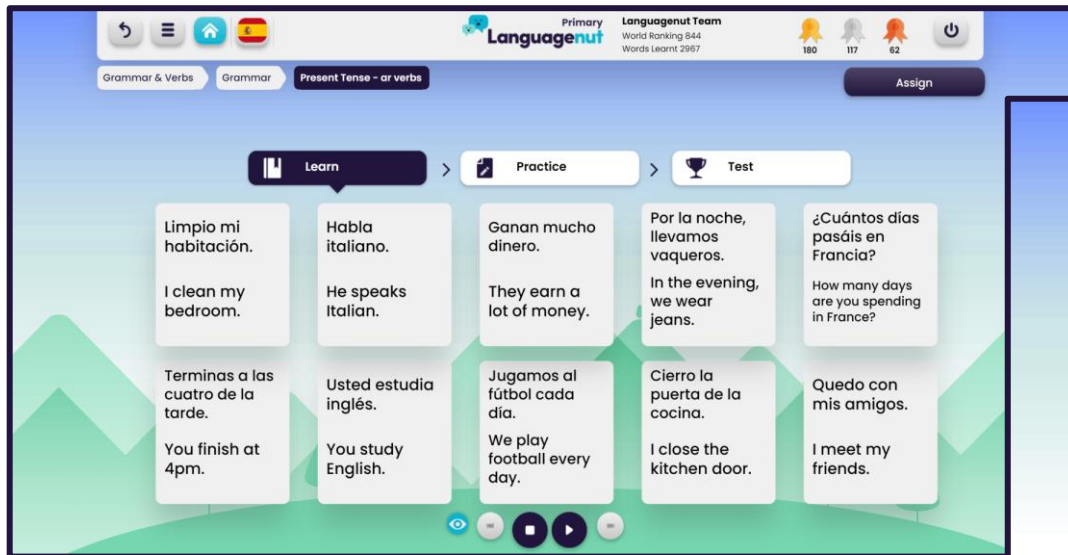 Primary
Languagenut
Languagenut Team
World Ranking 844
Words Learnt 2967
180
117
62
Grammar & Verbs
Grammar
Present Tense - ar verbs
Assign
Learn
Practice
Test
Limpio mi
habitación.
I clean my
bedroom.
Habla
italiano.
He speaks
Italian.
Ganan mucho
dinero.
They earn a
lot of money.
Por la noche,
llevamos
vaqueros.
In the evening,
we wear
jeans.
¿Cuántos días
pasáis en
Francia?
How many days
are you spending
in France?
Terminas a las
cuatro de la
tarde.
You finish at
4pm.
Usted estudia
inglés.
You study
English.
Jugamos al
fútbol cada
día.
We play
football every
day.
Cierro la
puerta de la
cocina.
I close the
kitchen door.
Quedo con
mis amigos.
I meet my
friends.